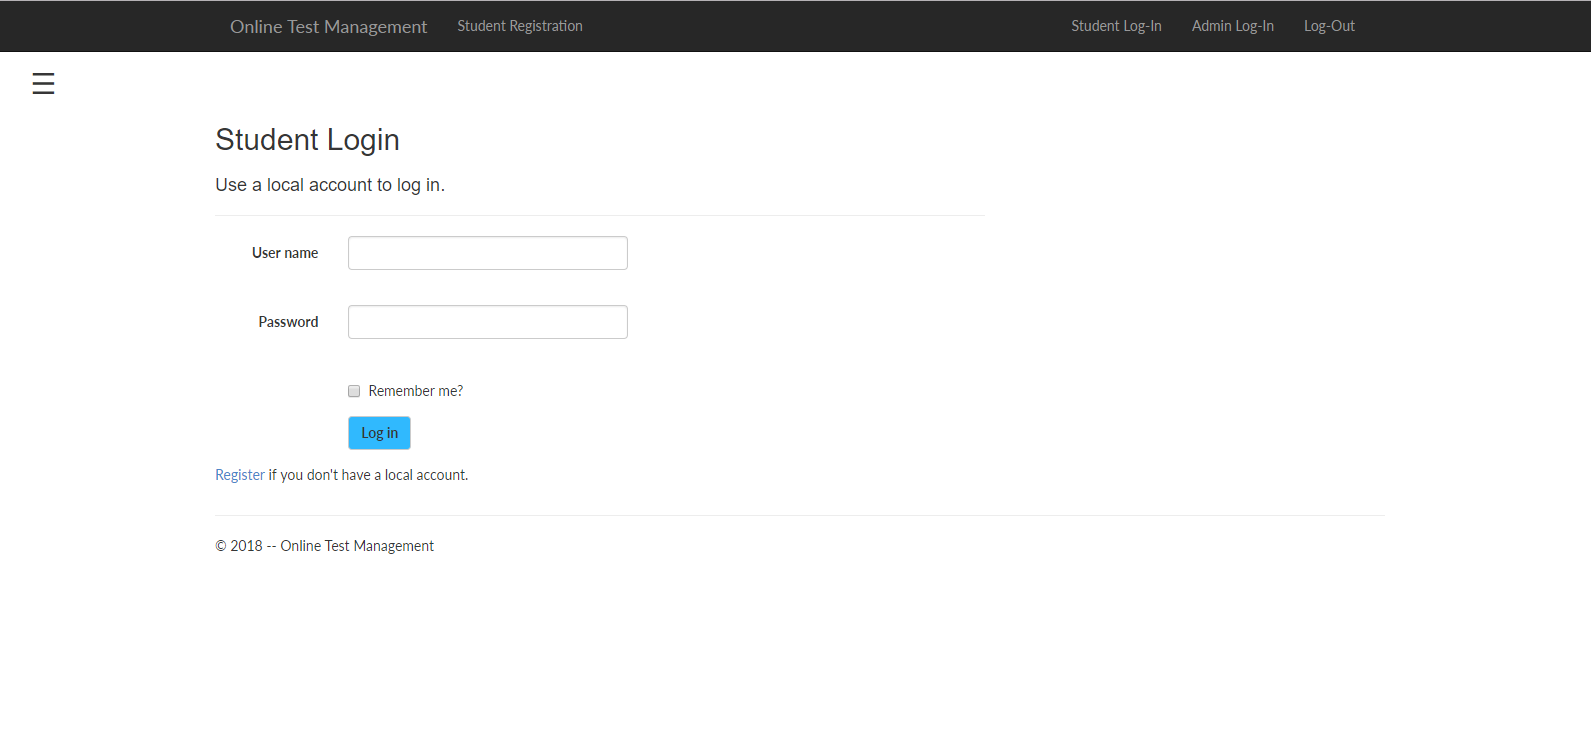 Online Test Management Student Registration Student Log-In Admin Log-In Log-Out
Student Login
Use a local account to log in.
User name
Password
Remember me?
Log in
Register if you don't have a local account.
© 2018 -- Online Test Management